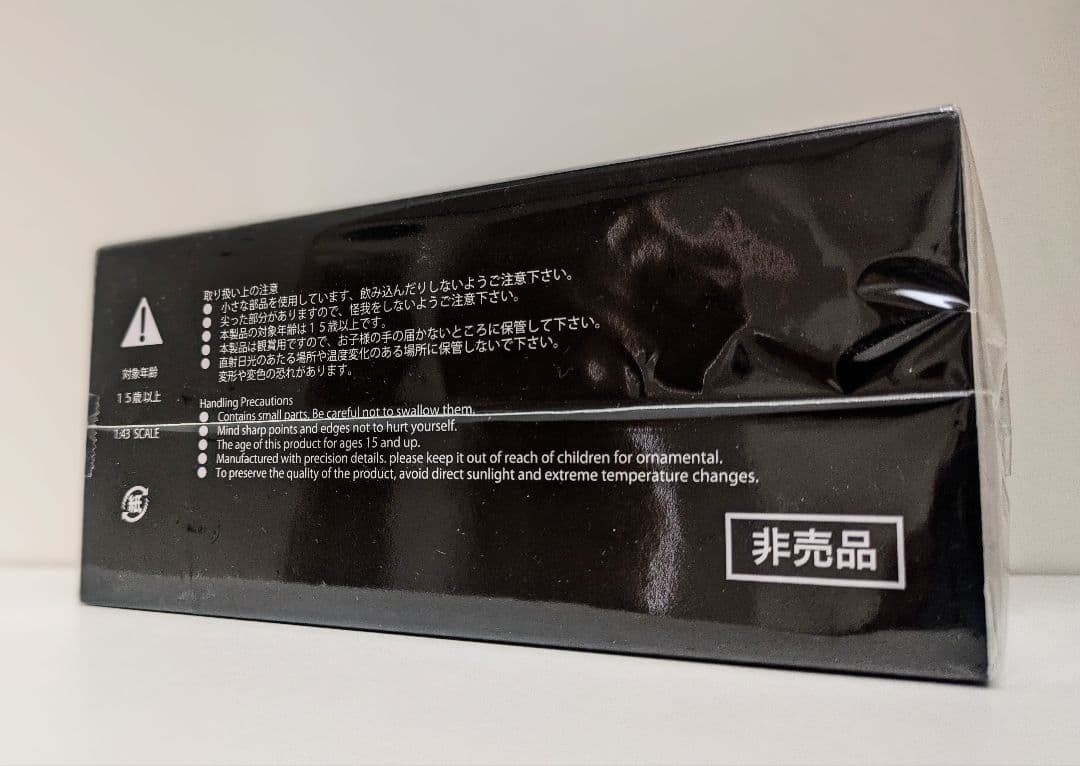 取り扱い上の注意
● 小さな部品を使用しています、飲み込んだりしないようご注意下さい。
● 尖った部分がありますので、怪我をしないようご注意下さい。
● 本製品の対象年齢は15歳以上です。
● 本製品は観賞用ですので、お子様の手の届かないところに保管して下さい。
● 直射日光のあたる場所や温度変化のある場所に保管しないで下さい。
変形や変色の恐れがあります。
対象年齢
15歳以上
1:43 SCALE
紙
Handling Precautions
● Contains small parts. Be careful not to swallow them.
● Mind sharp points and edges not to hurt yourself.
● The age of this product for ages 15 and up.
● Manufactured with precision details. please keep it out of reach of children for ornamental.
● To preserve the quality of the product, avoid direct sunlight and extreme temperature changes.
非売品